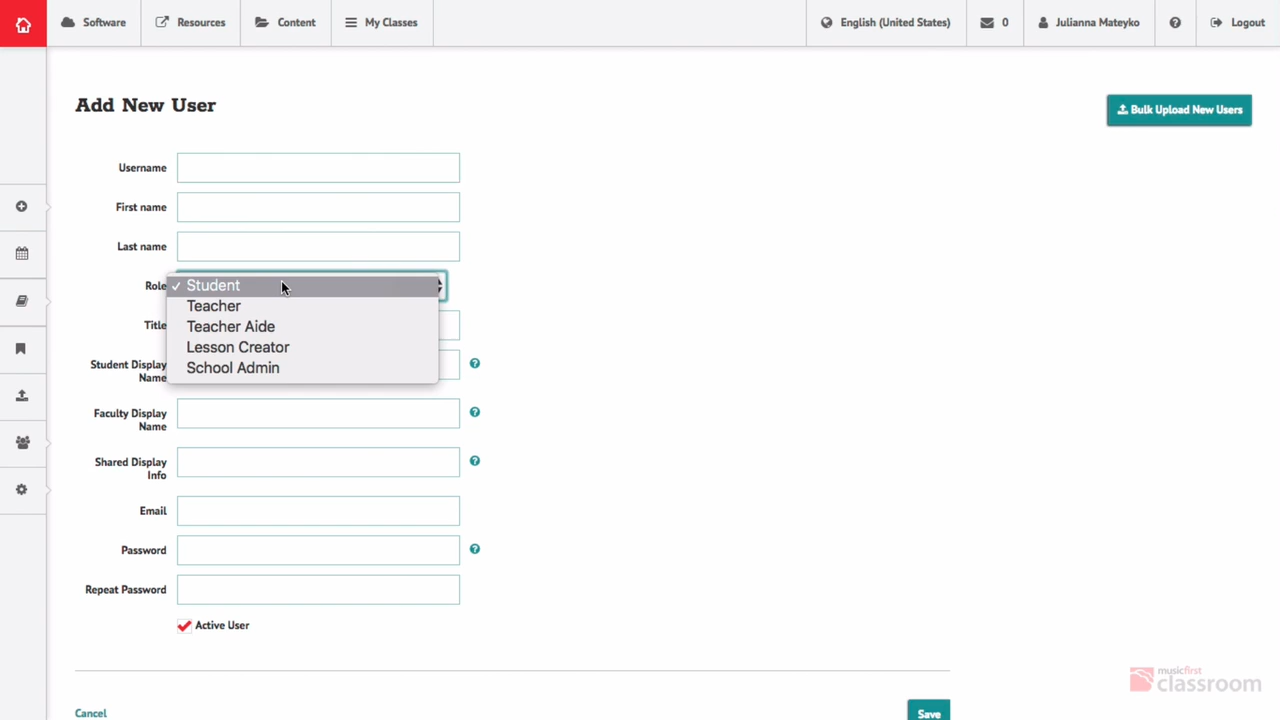 Software
Resources
Content
My Classes
English (United States)
0
Julianna Mateyko
Logout
Add New User
Bulk Upload New Users
Username
First name
Last name
Role
✓ Student
Teacher
Teacher Aide
Lesson Creator
School Admin
Title
Student Display
Name
Faculty Display
Name
Shared Display
Info
Email
Password
Repeat Password
Active User
Cancel
Save
musicfirst
classroom